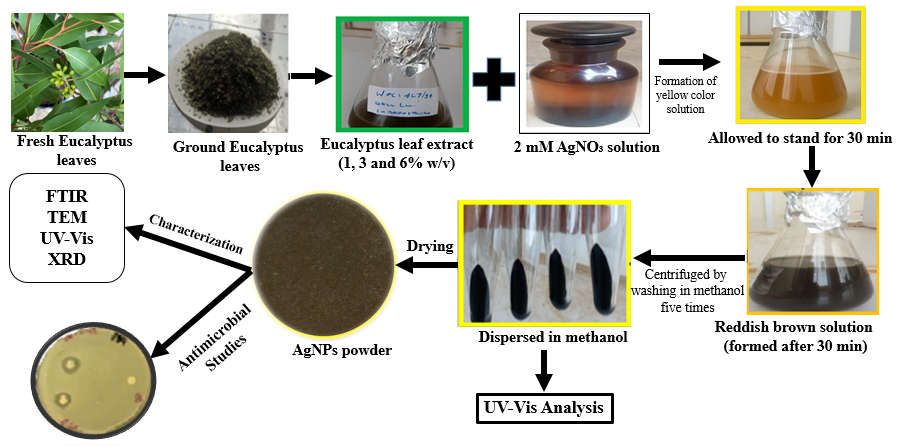 Fresh Eucalyptus
leaves
Ground Eucalyptus
leaves
Eucalyptus leaf extract
(1, 3 and 6% w/v)
2 mM AgNO₃ solution
Formation of
yellow color
solution
Allowed to stand for 30 min
Reddish brown solution
(formed after 30 min)
Centrifuged by
washing in methanol
five times
Dispersed in methanol
UV-Vis Analysis
Drying
AgNPs powder
Characterization
FTIR
TEM
UV-Vis
XRD
Antimicrobial
Studies